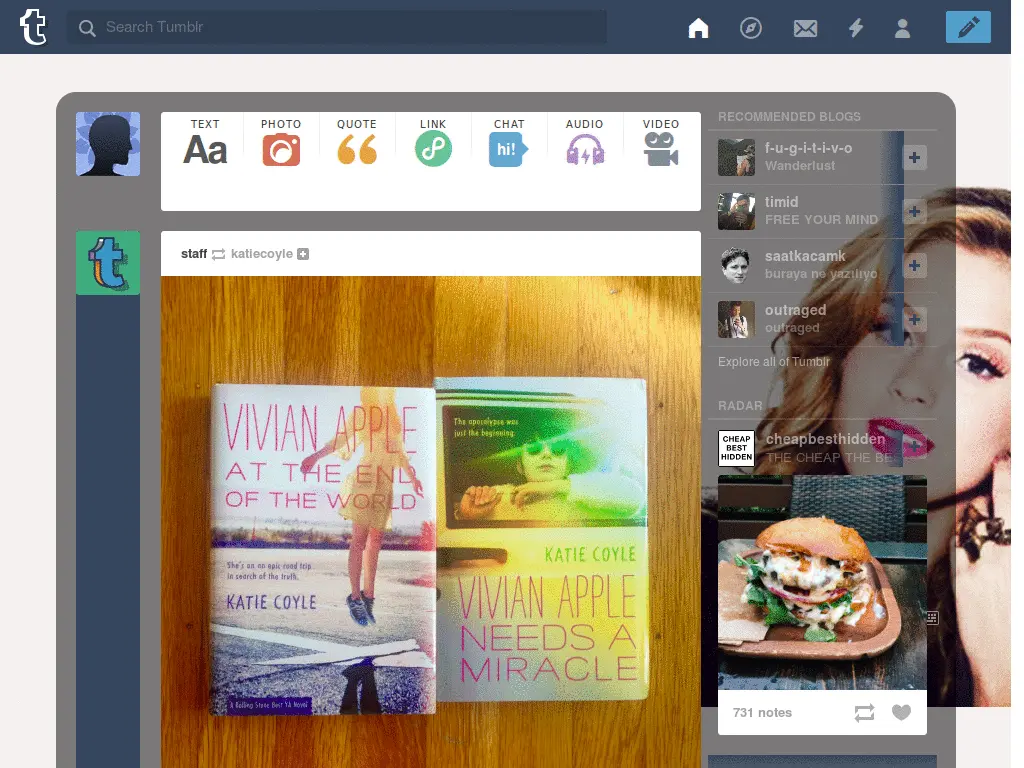 Search Tumblr
TEXT
Aa
PHOTO
QUOTE
LINK
CHAT
hi!
AUDIO
VIDEO
staff katiecoyle
VIVIAN APPLE
AT THE END
OF THE WORLD
She's on an epic road trip
in search of the truth.
KATIE COYLE
A Rolling Stone Best YA Novel
The apocalypse was
just the beginning.
KATIE COYLE
VIVIAN APPLE
NEEDS A
MIRACLE
RECOMMENDED BLOGS
f-u-g-i-t-i-v-o
Wanderlust
timid
FREE YOUR MIND
saatkacamk
buraya ne yazılıyo
outraged
outraged
Explore all of Tumblr
RADAR
CHEAP
BEST
HIDDEN
cheapbesthidden
THE CHEAP THE BE
731 notes